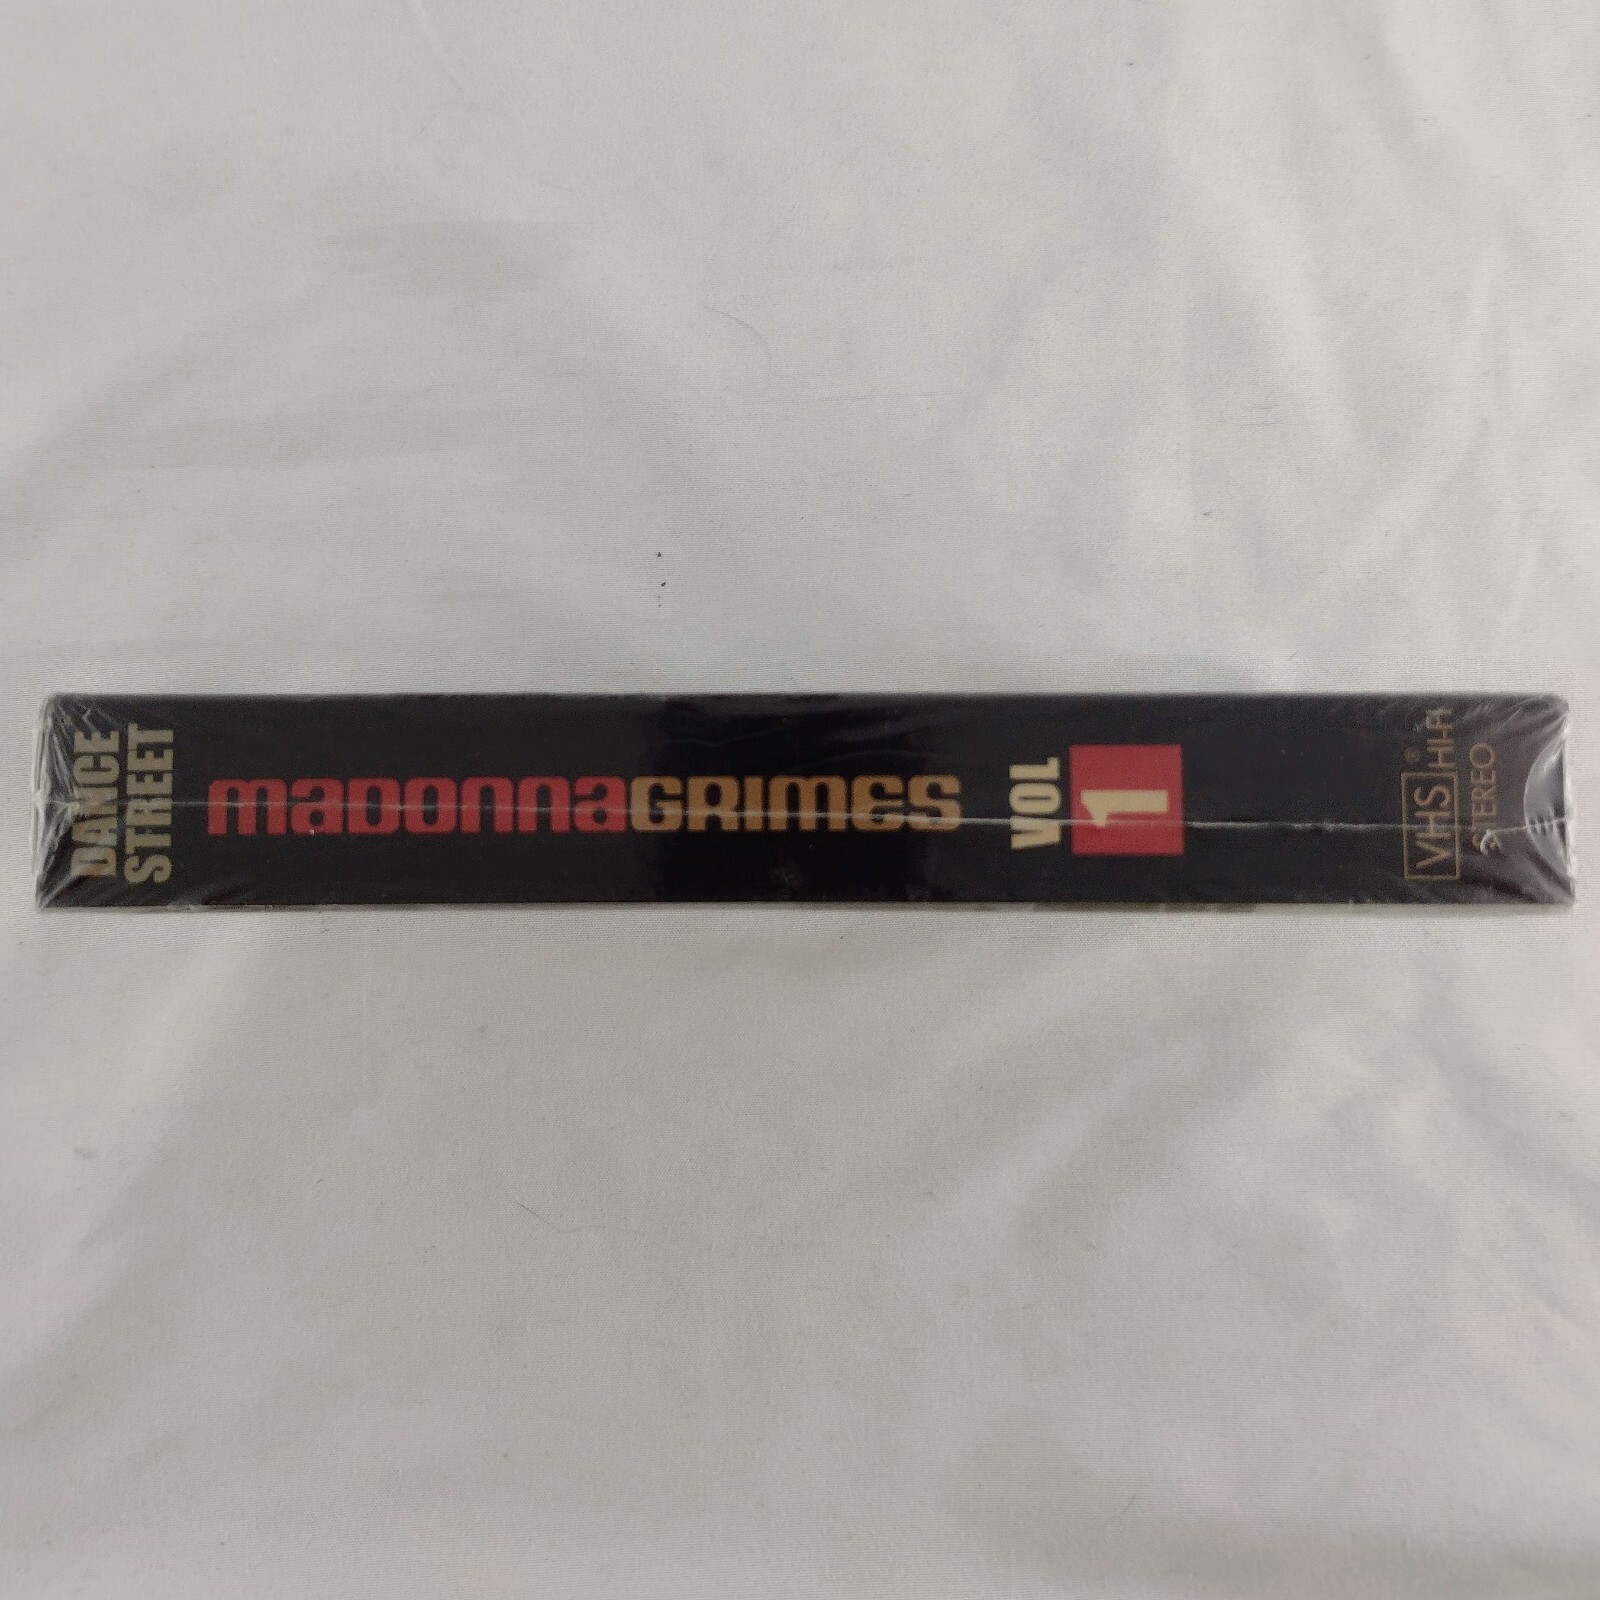 DANCE
STREET
maDonnaGRIMES
VOL
1
VHS® HI-FI
STEREO